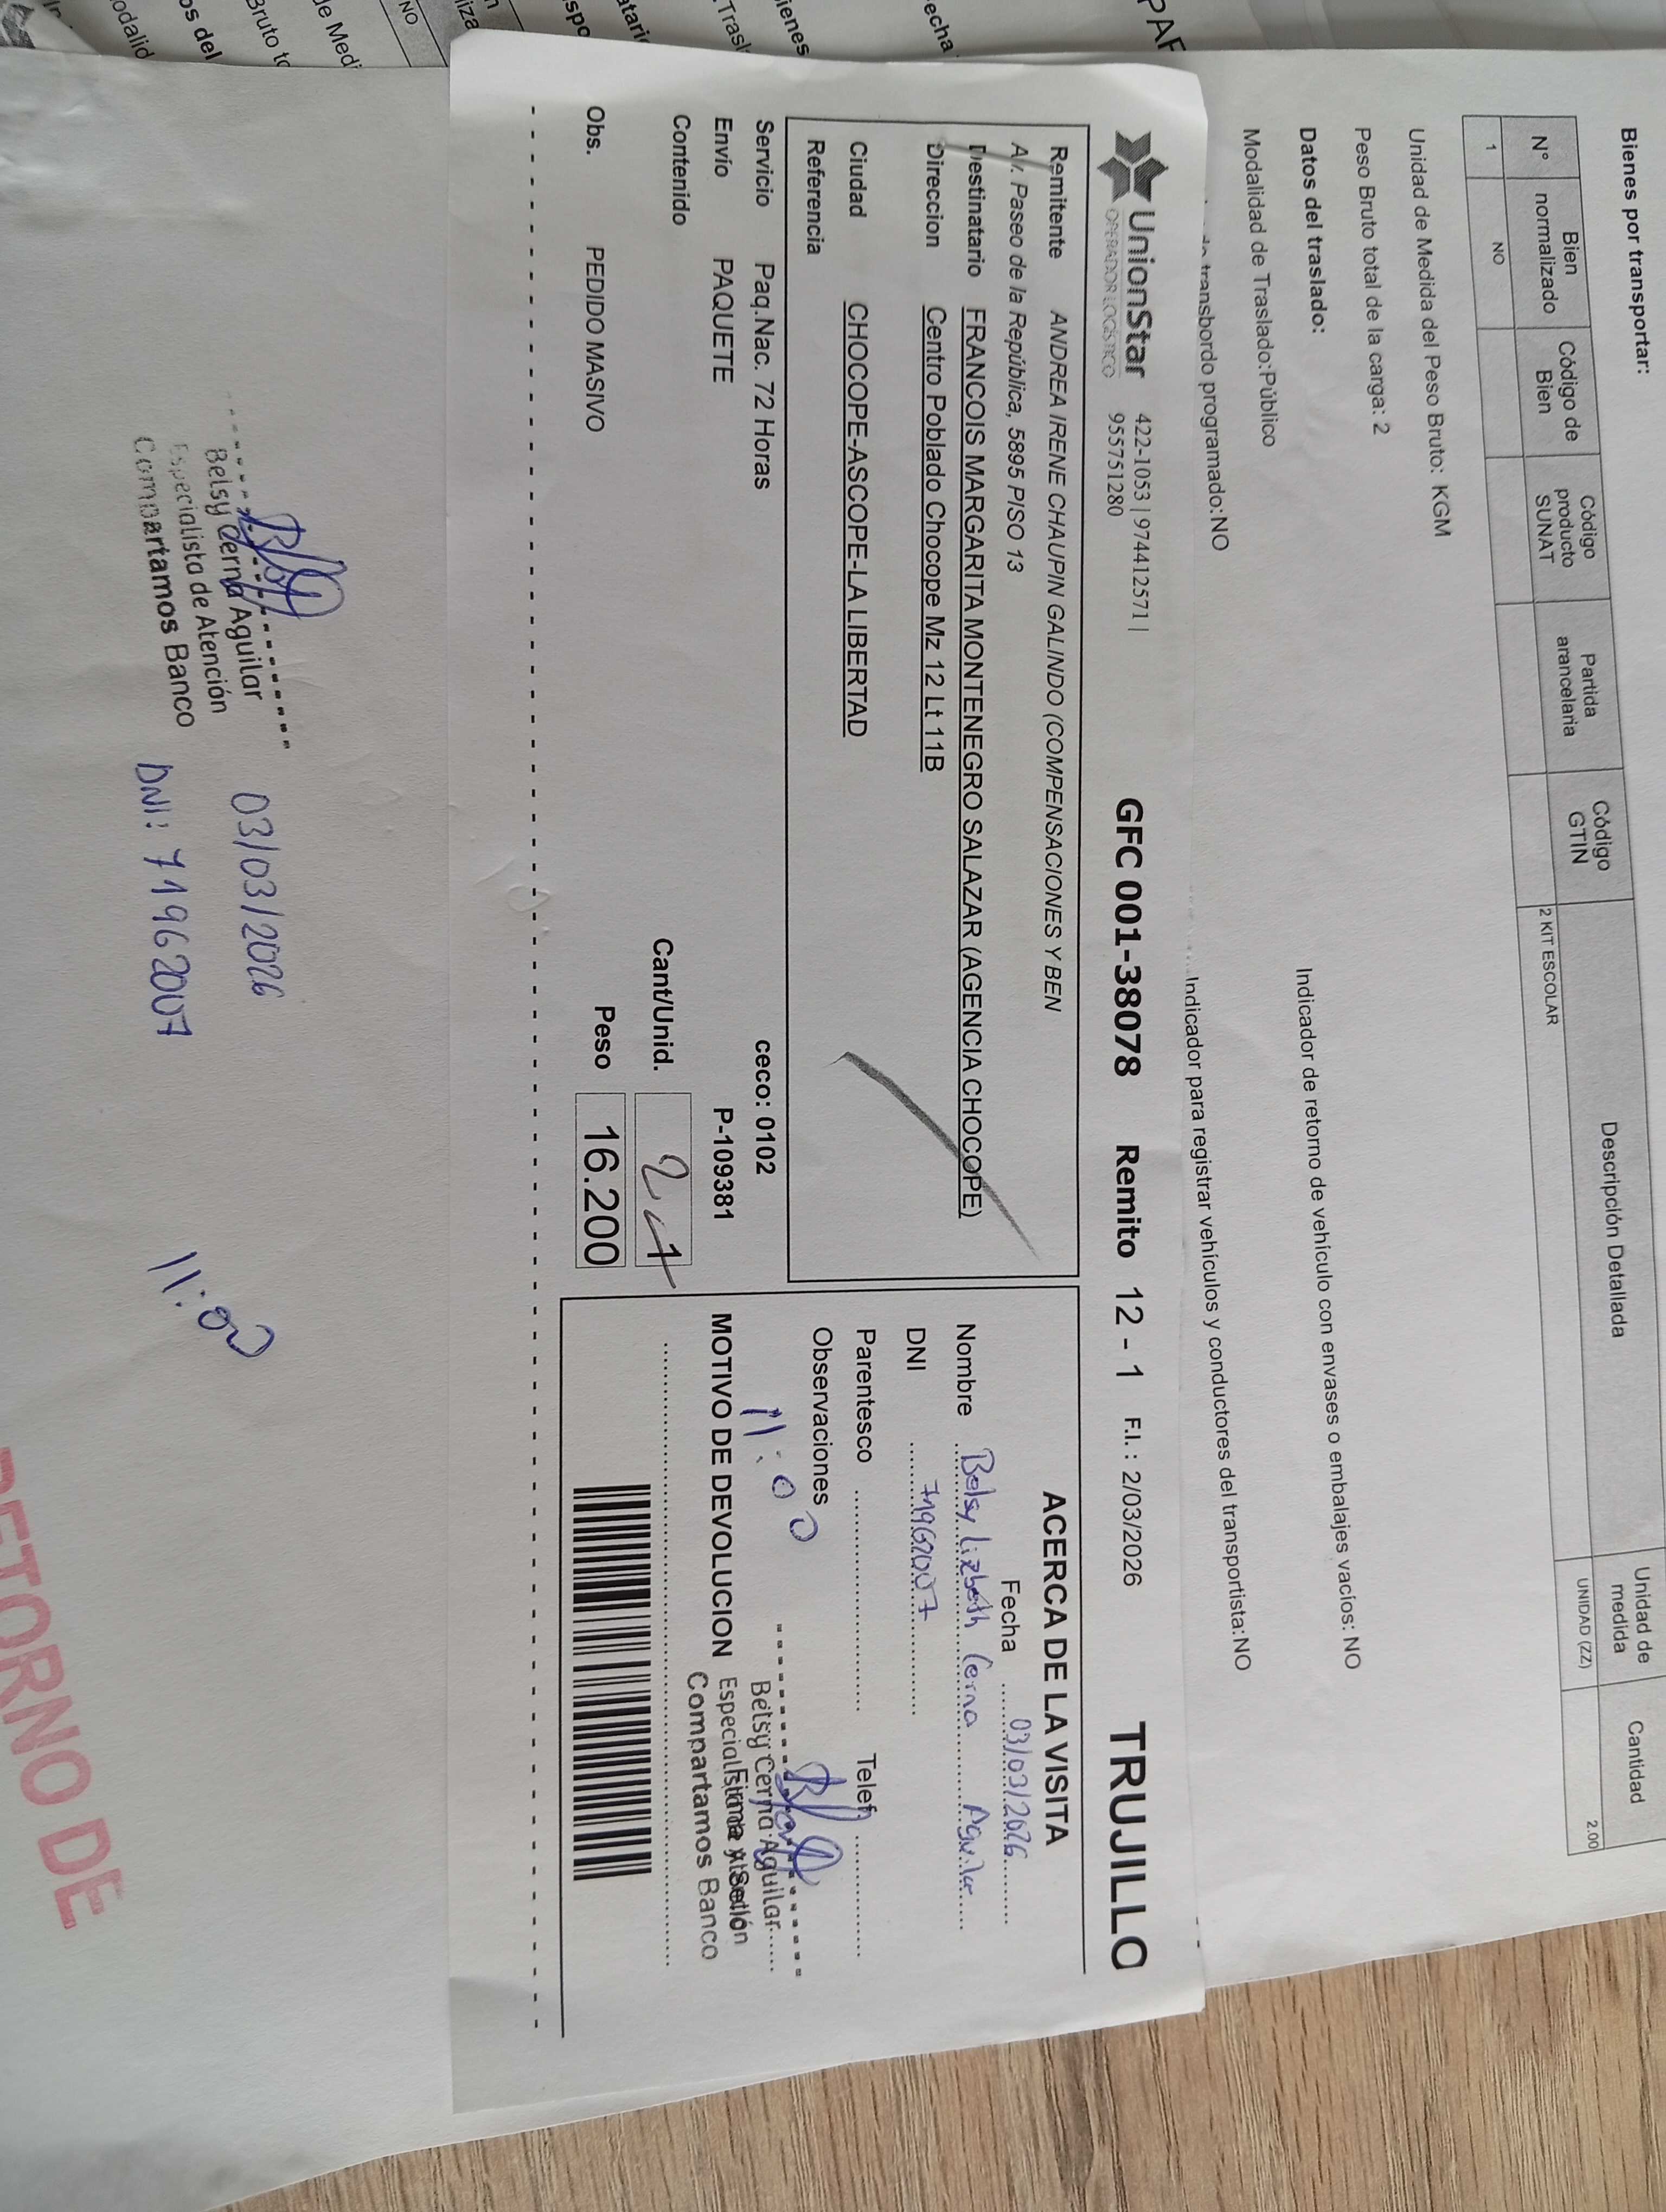 Bienes por transportar:
N° Bien normalizado Código de Bien Código producto SUNAT Partida arancelaria Código GTIN Descripción Detallada Unidad de medida Cantidad
1 NO 2 KIT ESCOLAR UNIDAD (ZZ) 2.00
Unidad de Medida del Peso Bruto: KGM
Peso Bruto total de la carga: 2
Datos del traslado:
Indicador de retorno de vehículo con envases o embalajes vacíos: NO
Modalidad de Traslado:Público
transbordo programado:NO
Indicador para registrar vehículos y conductores del transportista:NO
UnionStar
OPERADOR LOGÍSTICO
422-1053 | 974412571 |
955751280
GFC 001-38078 Remito 12 - 1 F.I. : 2/03/2026 TRUJILLO
Remitente ANDREA IRENE CHAUPIN GALINDO (COMPENSACIONES Y BEN
Av. Paseo de la República, 5895 PISO 13
Destinatario FRANCOIS MARGARITA MONTENEGRO SALAZAR (AGENCIA CHOCOPE)
Direccion Centro Poblado Chocope Mz 12 Lt 11B
Ciudad CHOCOPE-ASCOPE-LA LIBERTAD
Referencia
Servicio Paq.Nac. 72 Horas ceco: 0102
Envío PAQUETE P-109381
Contenido
Cant/Unid. 2
Obs. PEDIDO MASIVO
Peso 16.200
ACERCA DE LA VISITA
Fecha 03/03/2026
Nombre Betsy Lizbeth Cerna Aguilar
DNI 71962007
Parentesco Telef.
Observaciones
11:00
MOTIVO DE DEVOLUCION
Betsy Cerna Aguilar
Especialista de Atención
Firma y Sello
Compartamos Banco
Betsy Cerna Aguilar
Especialista de Atención
Compartamos Banco
03/03/2026
DNI: 71962007
11:00
RETORNO DE